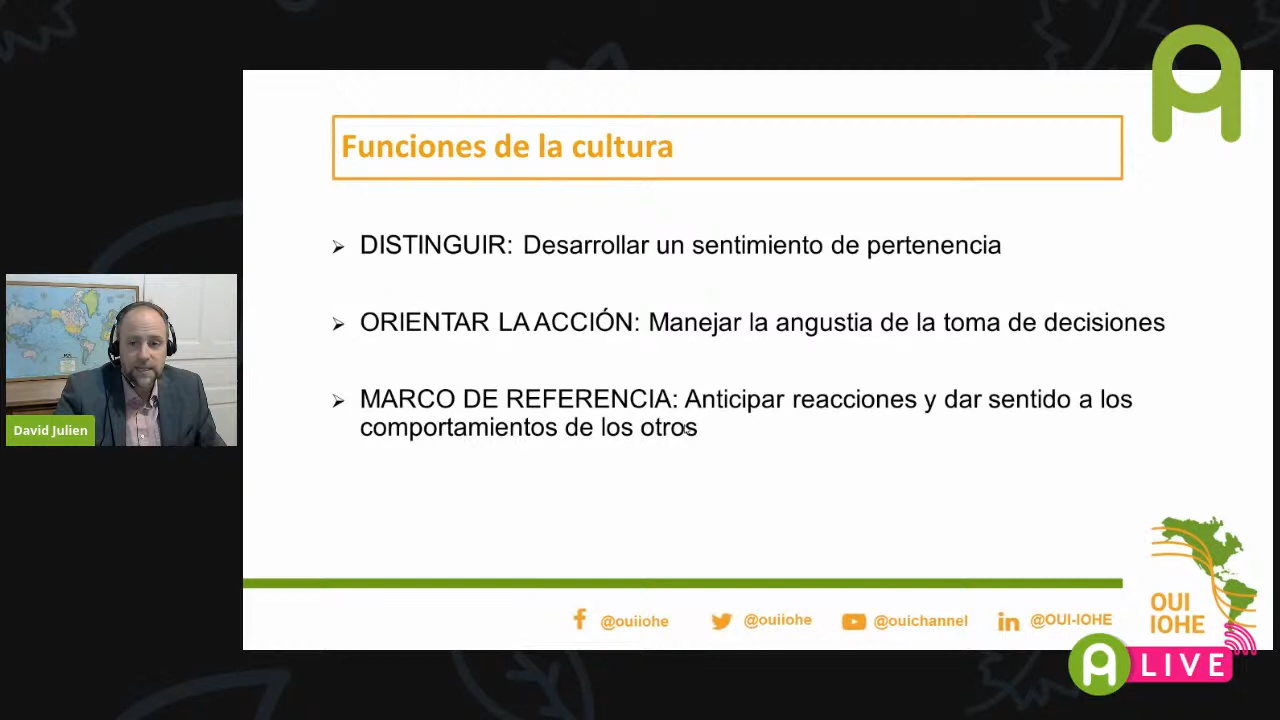 Funciones de la cultura
DISTINGUIR: Desarrollar un sentimiento de pertenencia
ORIENTAR LA ACCIÓN: Manejar la angustia de la toma de decisiones
MARCO DE REFERENCIA: Anticipar reacciones y dar sentido a los
comportamientos de los otros
David Julien
@ouiiohe
@ouiiohe
@ouichannel
@OUI-IOHE
OUI
IOHE
LIVE